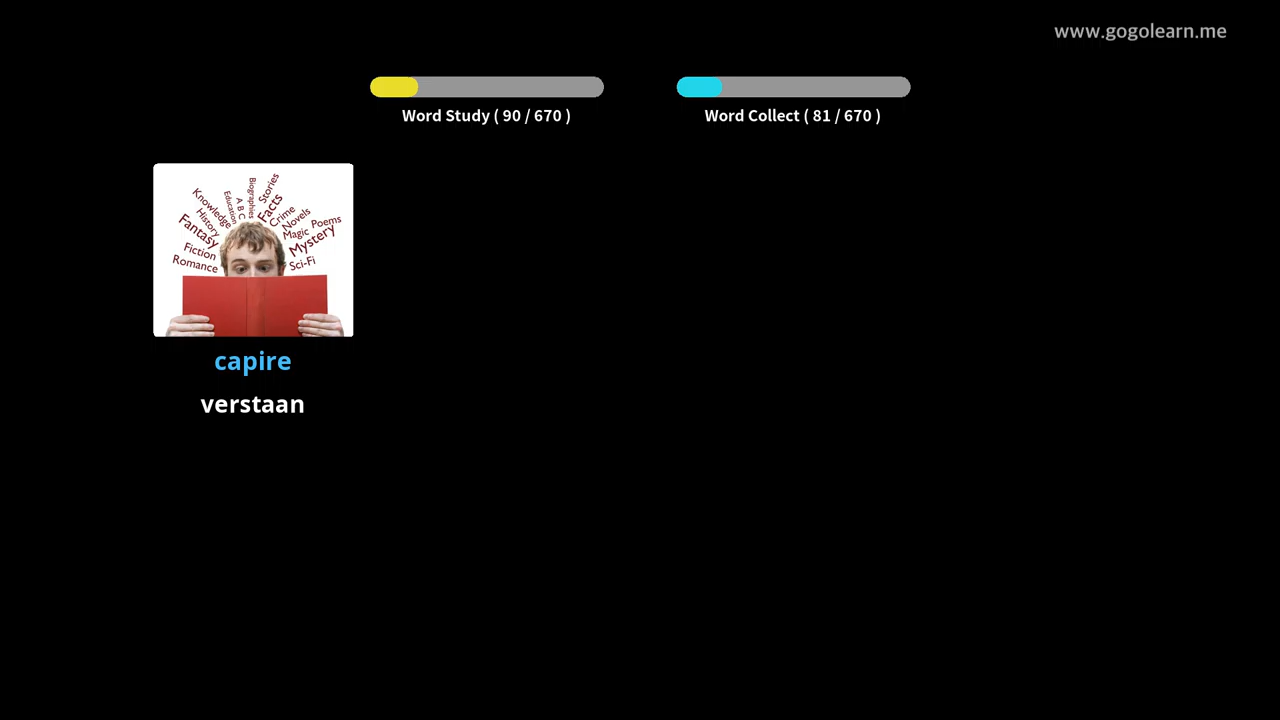 www.gogolearn.me
Word Study ( 90 / 670 )
Word Collect ( 81 / 670 )
Knowledge
History
Fantasy
Fiction
Romance
Education
A B C
Biographies
Stories
Facts
Crime
Novels
Magic
Poems
Mystery
Sci-Fi
capire
verstaan